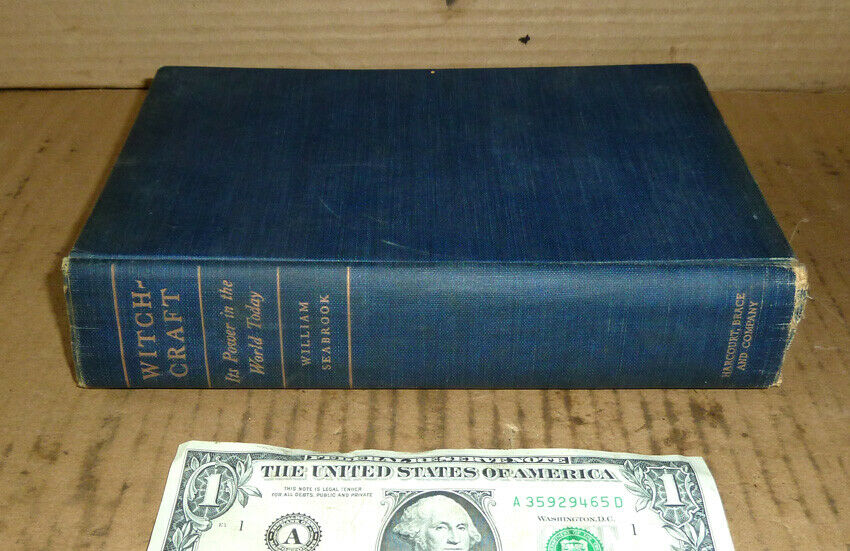 WITCH-
CRAFT
Its Power in the
World Today
WILLIAM
SEABROOK
HARCOURT, BRACE
AND COMPANY
FEDERAL RESERVE NOTE
THE UNITED STATES OF AMERICA
THIS NOTE IS LEGAL TENDER
FOR ALL DEBTS, PUBLIC AND PRIVATE
A 35929465 D
WASHINGTON, D.C.
1
1
1
1
A